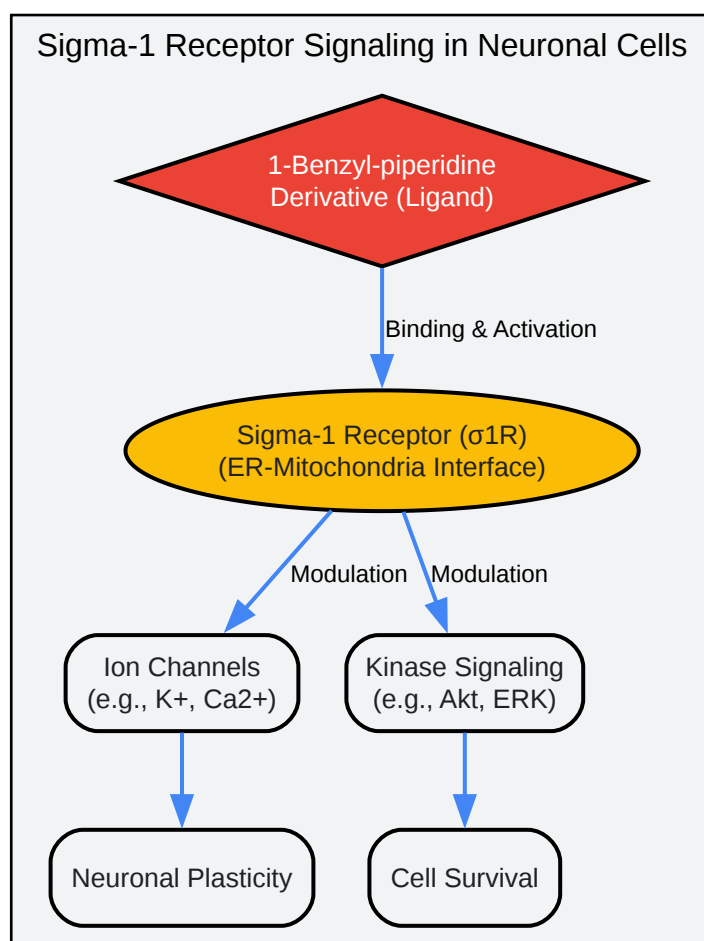 Sigma-1 Receptor Signaling in Neuronal Cells
1-Benzyl-piperidine
Derivative (Ligand)
Binding & Activation
Sigma-1 Receptor (σ1R)
(ER-Mitochondria Interface)
Modulation
Modulation
Ion Channels
(e.g., K+, Ca2+)
Kinase Signaling
(e.g., Akt, ERK)
Neuronal Plasticity
Cell Survival